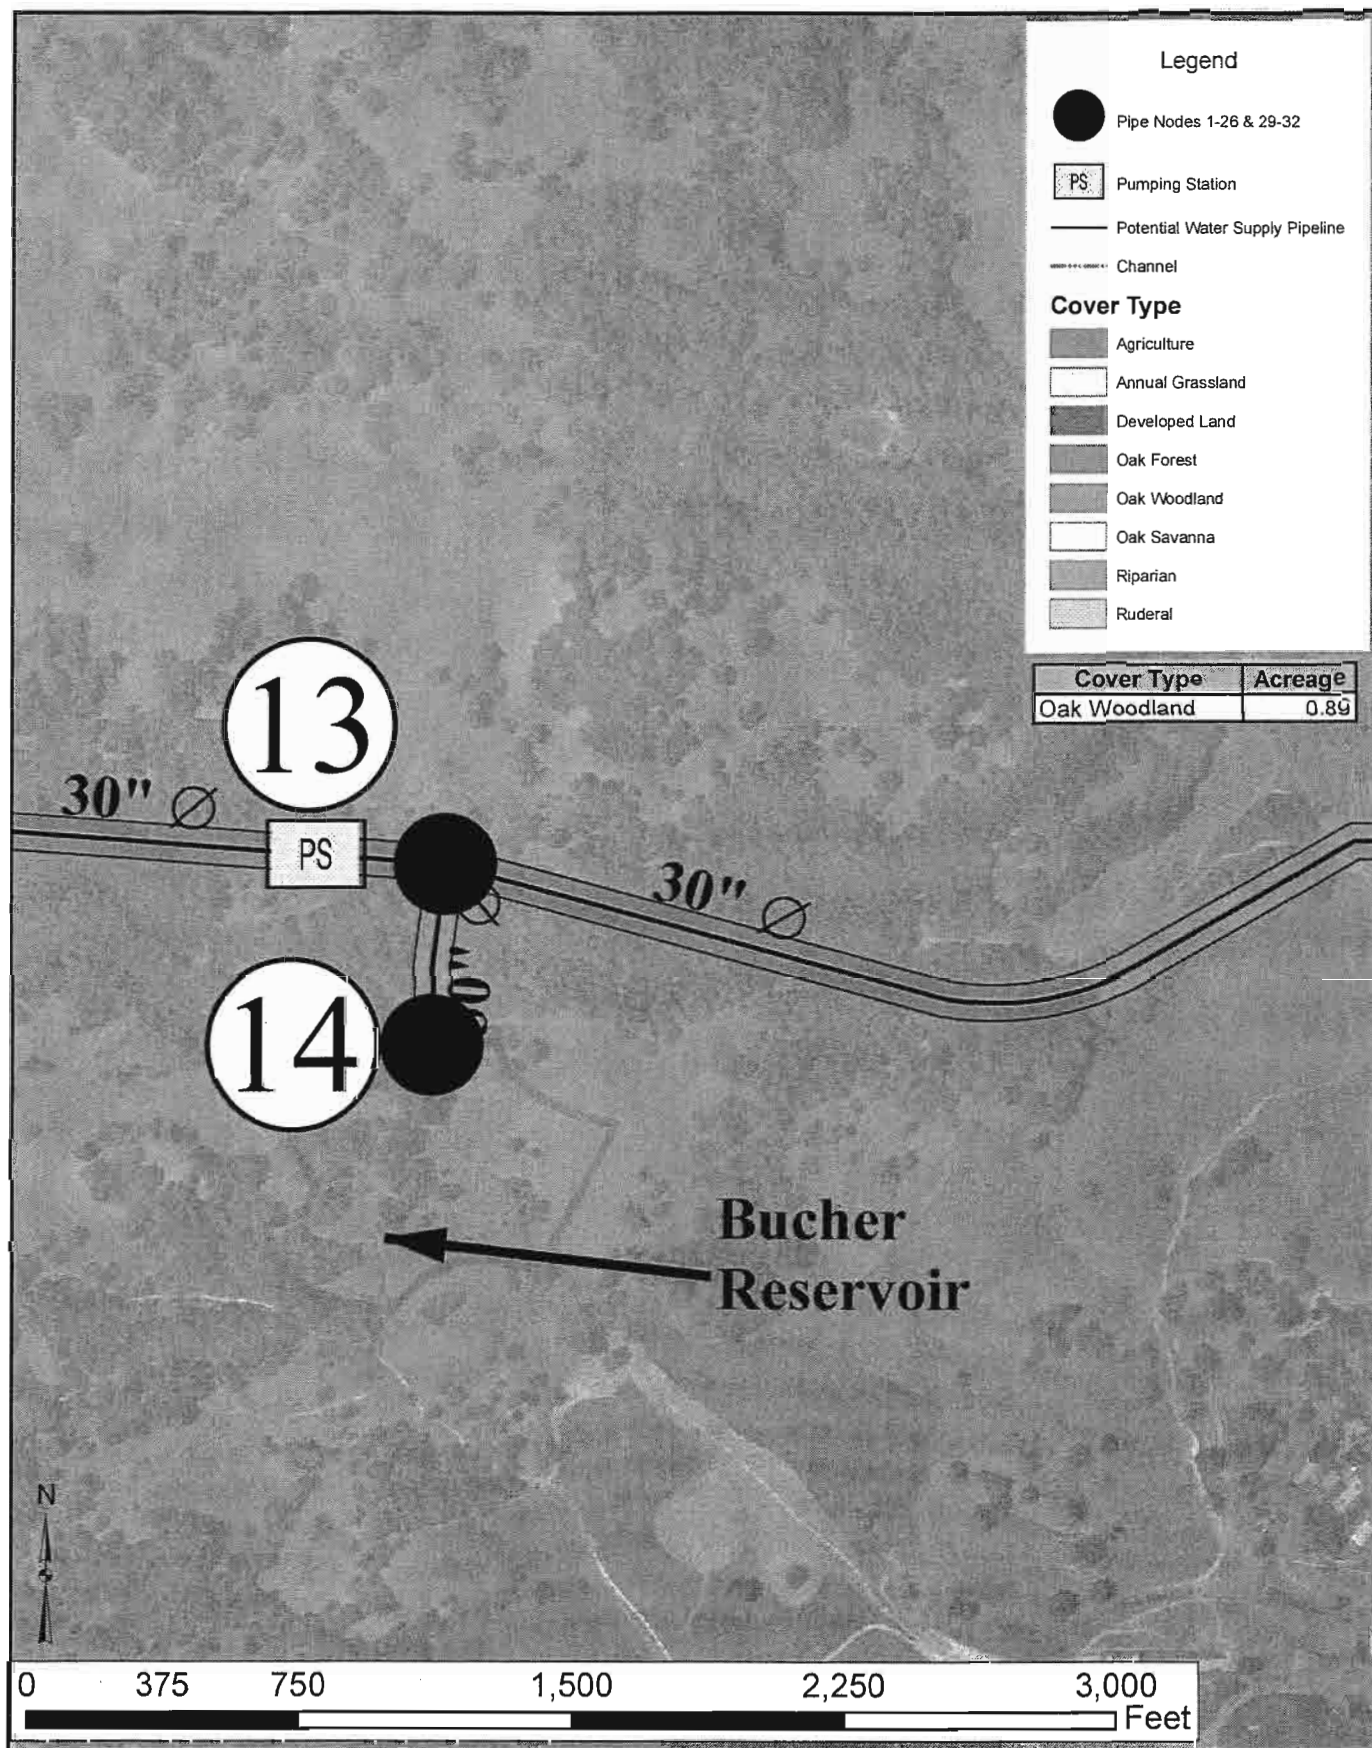 Legend
Pipe Nodes 1-26 & 29-32
PS Pumping Station
Potential Water Supply Pipeline
Channel
Cover Type
Agriculture
Annual Grassland
Developed Land
Oak Forest
Oak Woodland
Oak Savanna
Riparian
Ruderal
Cover Type Acreage
Oak Woodland 0.89
13
30" Ø
PS
30" Ø
Ø
0"
14
Bucher
Reservoir
N
0 375 750 1,500 2,250 3,000
Feet